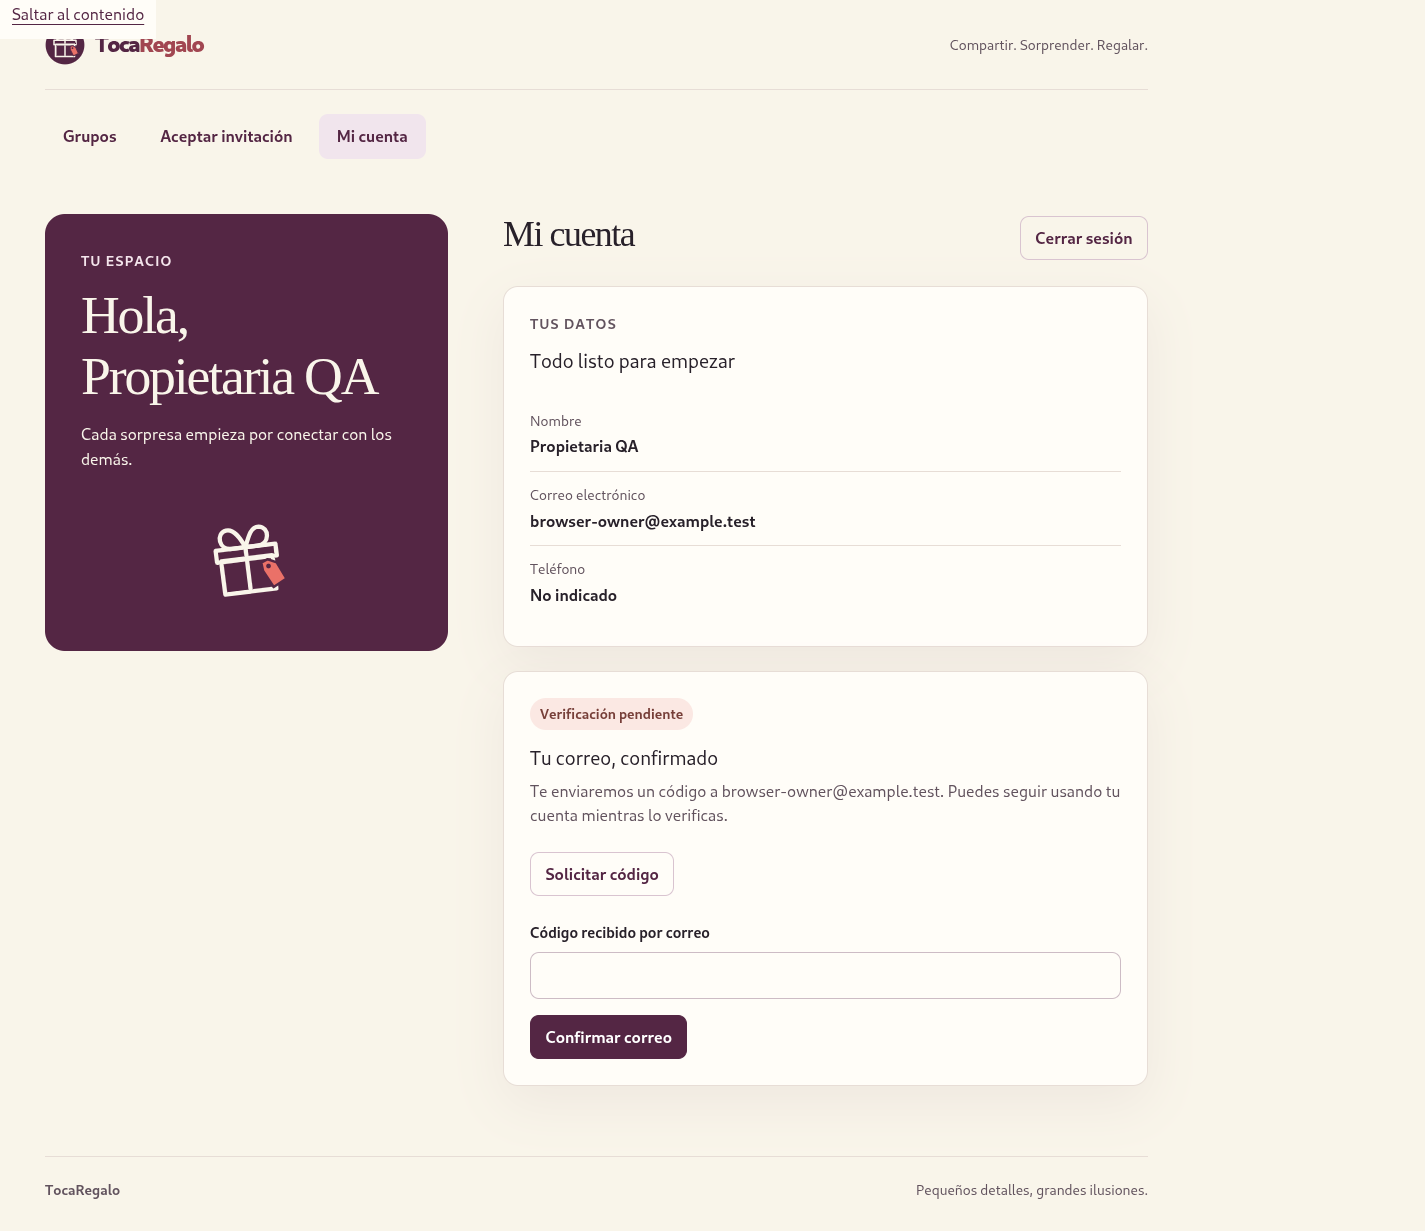 Saltar al contenido
TocaRegalo
Compartir. Sorprender. Regalar.
Grupos
Aceptar invitación
Mi cuenta
TU ESPACIO
Hola,
Propietaria QA
Cada sorpresa empieza por conectar con los
demás.
Mi cuenta
Cerrar sesión
TUS DATOS
Todo listo para empezar
Nombre
Propietaria QA
Correo electrónico
browser-owner@example.test
Teléfono
No indicado
Verificación pendiente
Tu correo, confirmado
Te enviaremos un código a browser-owner@example.test. Puedes seguir usando tu
cuenta mientras lo verificas.
Solicitar código
Código recibido por correo
Confirmar correo
TocaRegalo
Pequeños detalles, grandes ilusiones.